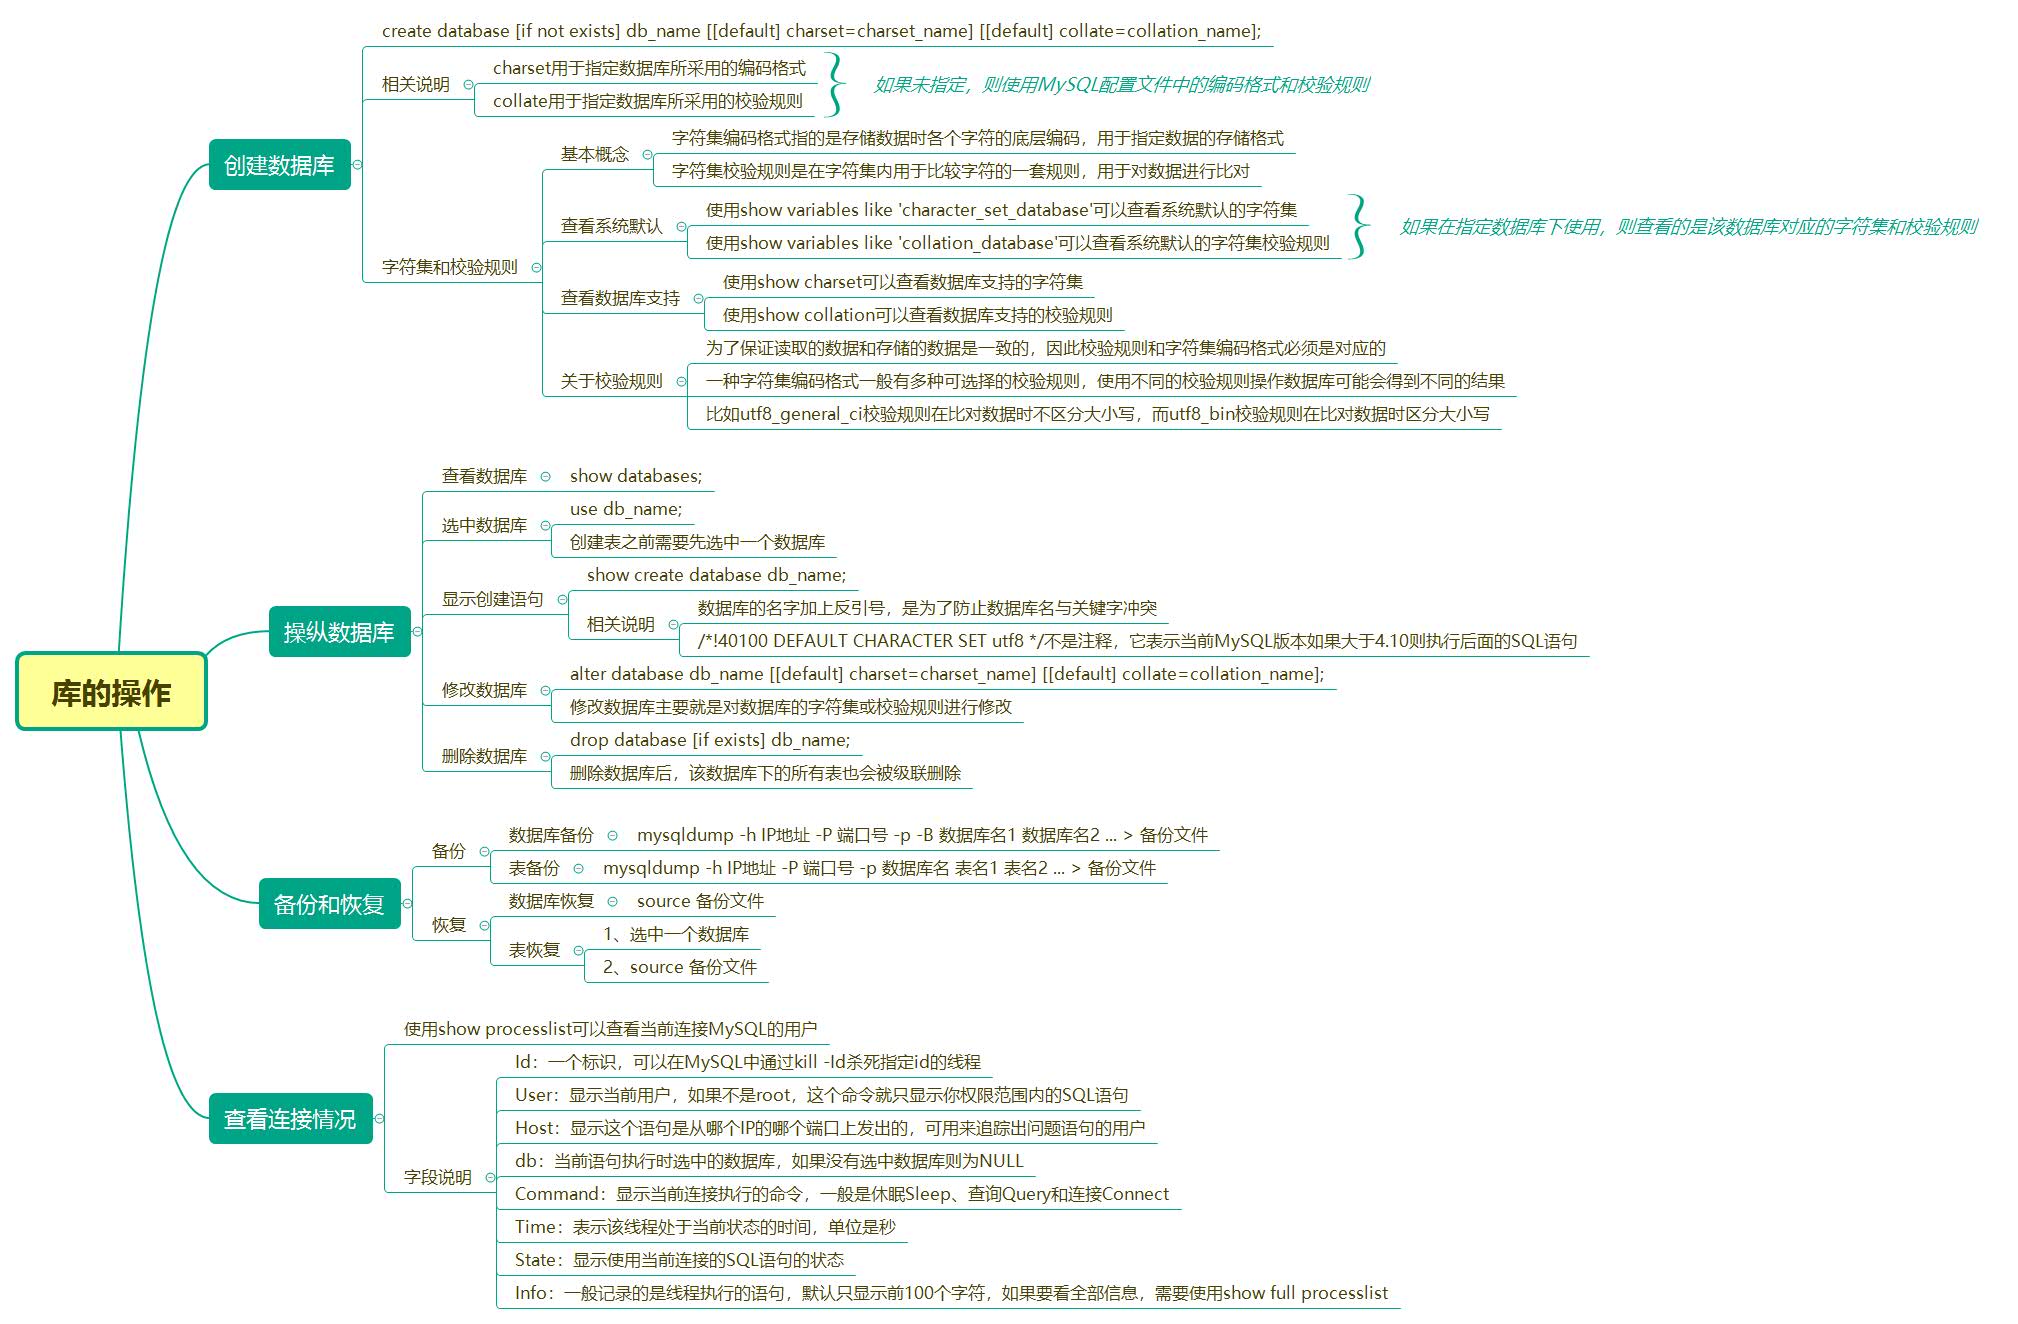 库的操作
创建数据库
create database [if not exists] db_name [[default] charset=charset_name] [[default] collate=collation_name];
相关说明
charset用于指定数据库所采用的编码格式
collate用于指定数据库所采用的校验规则
如果未指定，则使用MySQL配置文件中的编码格式和校验规则
字符集和校验规则
基本概念
字符集编码格式指的是存储数据时各个字符的底层编码，用于指定数据的存储格式
字符集校验规则是在字符集内用于比较字符的一套规则，用于对数据进行比对
查看系统默认
使用show variables like 'character_set_database'可以查看系统默认的字符集
使用show variables like 'collation_database'可以查看系统默认的字符集校验规则
如果在指定数据库下使用，则查看的是该数据库对应的字符集和校验规则
查看数据库支持
使用show charset可以查看数据库支持的字符集
使用show collation可以查看数据库支持的校验规则
关于校验规则
为了保证读取的数据和存储的数据是一致的，因此校验规则和字符集编码格式必须是对应的
一种字符集编码格式一般有多种可选择的校验规则，使用不同的校验规则操作数据库可能会得到不同的结果
比如utf8_general_ci校验规则在比对数据时不区分大小写，而utf8_bin校验规则在比对数据时区分大小写
操纵数据库
查看数据库
show databases;
选中数据库
use db_name;
创建表之前需要先选中一个数据库
显示创建语句
show create database db_name;
相关说明
数据库的名字加上反引号，是为了防止数据库名与关键字冲突
/*!40100 DEFAULT CHARACTER SET utf8 */不是注释，它表示当前MySQL版本如果大于4.10则执行后面的SQL语句
修改数据库
alter database db_name [[default] charset=charset_name] [[default] collate=collation_name];
修改数据库主要就是对数据库的字符集或校验规则进行修改
删除数据库
drop database [if exists] db_name;
删除数据库后，该数据库下的所有表也会被级联删除
备份和恢复
备份
数据库备份
mysqldump -h IP地址 -P 端口号 -p -B 数据库名1 数据库名2 ... > 备份文件
表备份
mysqldump -h IP地址 -P 端口号 -p 数据库名 表名1 表名2 ... > 备份文件
恢复
数据库恢复
source 备份文件
表恢复
1、选中一个数据库
2、source 备份文件
查看连接情况
使用show processlist可以查看当前连接MySQL的用户
字段说明
Id：一个标识，可以在MySQL中通过kill -Id杀死指定id的线程
User：显示当前用户，如果不是root，这个命令就只显示你权限范围内的SQL语句
Host：显示这个语句是从哪个IP的哪个端口上发出的，可用来追踪出问题语句的用户
db：当前语句执行时选中的数据库，如果没有选中数据库则为NULL
Command：显示当前连接执行的命令，一般是休眠Sleep、查询Query和连接Connect
Time：表示该线程处于当前状态的时间，单位是秒
State：显示使用当前连接的SQL语句的状态
Info：一般记录的是线程执行的语句，默认只显示前100个字符，如果要看全部信息，需要使用show full processlist